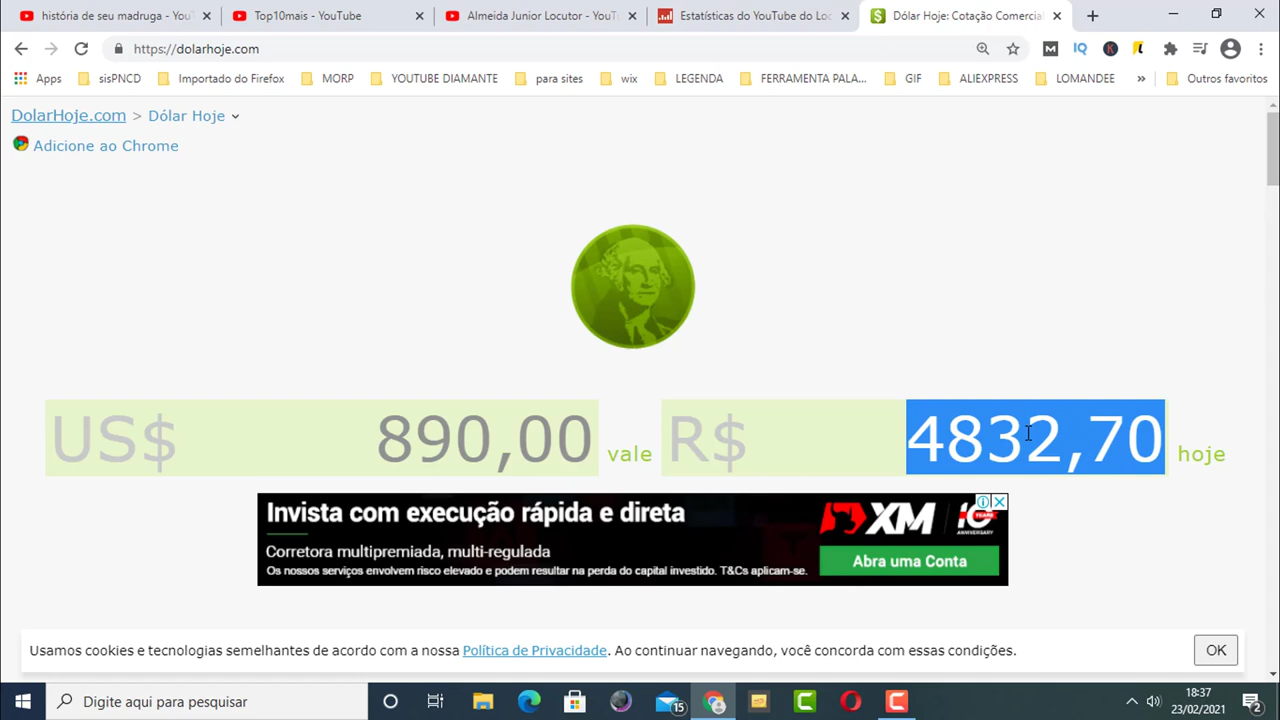 história de seu madruga - You
Top10mais - YouTube
Almeida Junior Locutor - YouT
Estatísticas do YouTube do Loc
Dólar Hoje: Cotação Comercial
https://dolarhoje.com
Apps
sisPNCD
Importado do Firefox
MORP
YOUTUBE DIAMANTE
para sites
wix
LEGENDA
FERRAMENTA PALA...
GIF
ALIEXPRESS
LOMANDEE
»
Outros favoritos
DolarHoje.com > Dólar Hoje
Adicione ao Chrome
US$ 890,00 vale R$ 4832,70 hoje
Invista com execução rápida e direta
Corretora multipremiada, multi-regulada
Os nossos serviços envolvem risco elevado e podem resultar na perda do capital investido. T&Cs aplicam-se.
XM
10 YEARS
ANNIVERSARY
Abra uma Conta
Usamos cookies e tecnologias semelhantes de acordo com a nossa Política de Privacidade. Ao continuar navegando, você concorda com essas condições.
OK
Digite aqui para pesquisar
15
18:37
23/02/2021
2